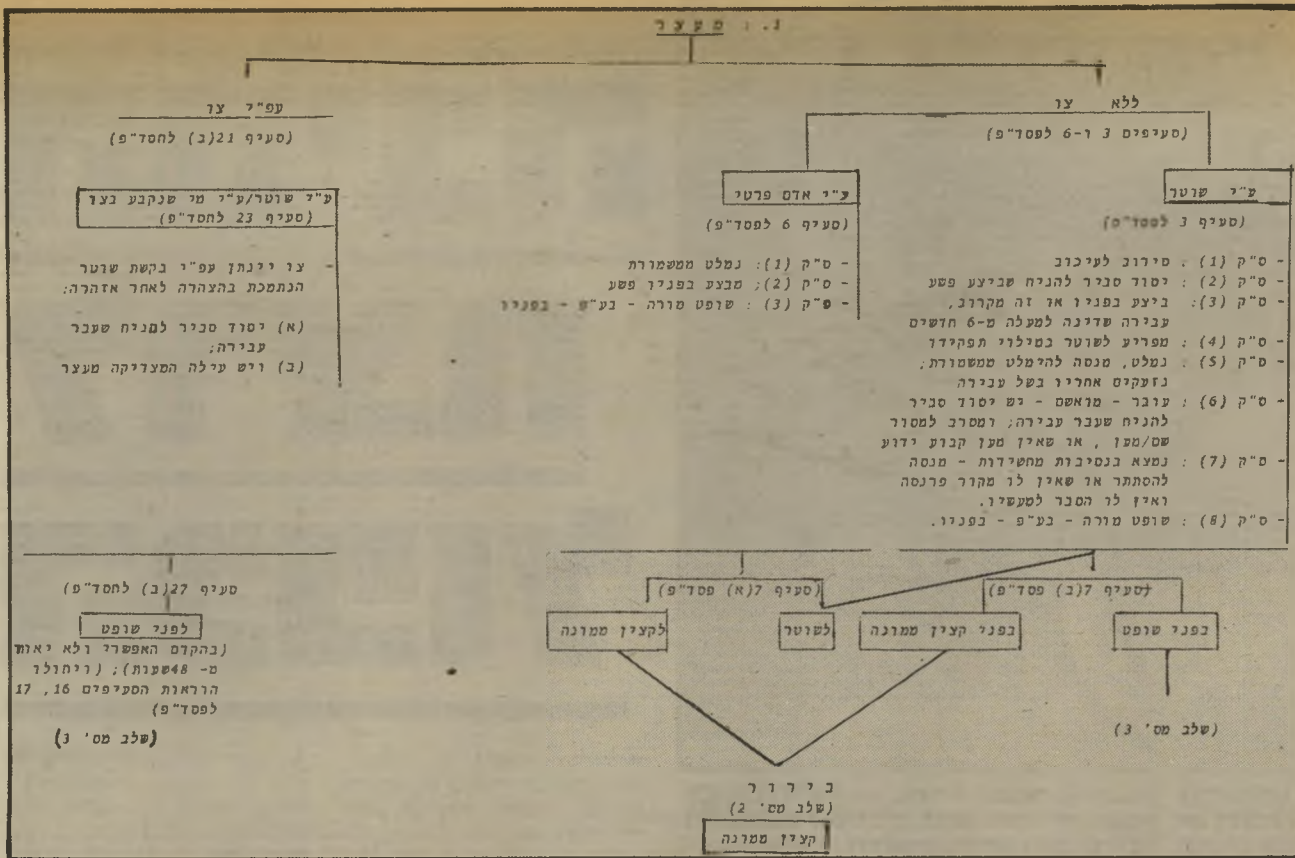 1. : מעצר
ללא צו
(סעיפים 3 ו-6 לפסד"פ)
ע"י שוטר
(סעיף 3 לפסד"פ)
- ס"ק (1) : סירוב לעיכוב
- ס"ק (2) : יסוד סביר להניח שביצע פשע
- ס"ק (3): ביצע בפניו או זה מקרוב,
עבירה שדינה למעלה מ-6 חדשים
- ס"ק (4) : מפריע לשוטר במילוי תפקידו
- ס"ק (5) : נמלט, מנסה להימלט ממשמורת;
נזעקים אחריו בשל עבירה
- ס"ק (6) : עובר - מואשם - יש יסוד סביר
להניח שעבר עבירה; ומסרב למסור
שם/מען , או שאין מען קבוע ידוע
- ס"ק (7) : נמצא בנסיבות מחשידות - מנסה
להסתתר או שאין לו מקור פרנסה
ואין לו הסבר למעשיו.
- ס"ק (8) : שופט מורה - בע"פ - בפניו.
ע"י אדם פרטי
(סעיף 6 לפסד"פ)
- ס"ק (1): נמלט ממשמורת
- ס"ק (2); מבצע בפניו פשע
- ס"ק (3) : שופט מורה - בע"פ - בפניו
עפ"י צו
(סעיף 21(ב) לחסד"פ)
ע"י שוטר/ע"י מי שנקבע בצו
(סעיף 23 לחסד"פ)
- צו יינתן עפ"י בקשת שוטר
הנתמכת בהצהרה לאחר אזהרה:
(א) יסוד סביר להניח שעבר
עבירה;
(ב) ויש עילה המצדיקה מעצר
(סעיף 7(ב) פסד"פ)
בפני שופט
בפני קצין ממונה
(שלב מס' 3)
(סעיף 7(א) פסד"פ)
לשוטר
לקצין ממונה
בירור
(שלב מס' 2)
קצין ממונה
סעיף 27(ב) לחסד"פ)
לפני שופט
(בהקדם האפשרי ולא יאוחר
מ- 48שעות); (ויחולו
הוראות הסעיפים 16, 17
לפסד"פ)
(שלב מס' 3)